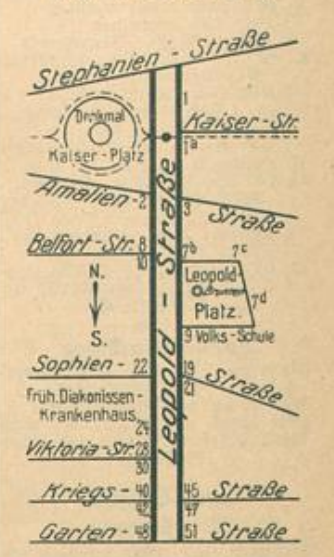 Stephanien - Straße
1
Denkmal
Kaiser - Platz
Kaiser - Str.
1a
Leopold - Straße
Amalien - 2
3 Straße
Belfort - Str. 8
10
7b
7c
Leopold-
Platz.
7d
N.
S.
9 Volks - Schule
Sophien - 22
19
21
Straße
Früh. Diakonissen -
Krankenhaus
24
Viktoria - Str. 28
30
Kriegs - 40
45 Straße
42
47
Garten - 48
51 Straße